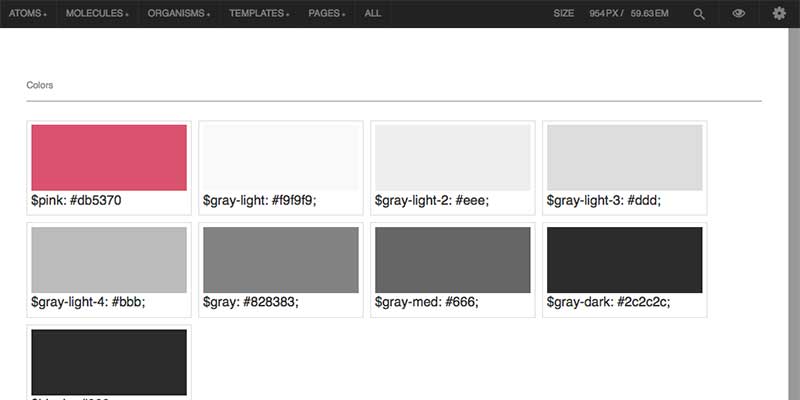 ATOMS MOLECULES ORGANISMS TEMPLATES PAGES ALL SIZE 954PX / 59.63EM
Colors
$pink: #db5370 $gray-light: #f9f9f9; $gray-light-2: #eee; $gray-light-3: #ddd;
$gray-light-4: #bbb; $gray: #828383; $gray-med: #666; $gray-dark: #2c2c2c;